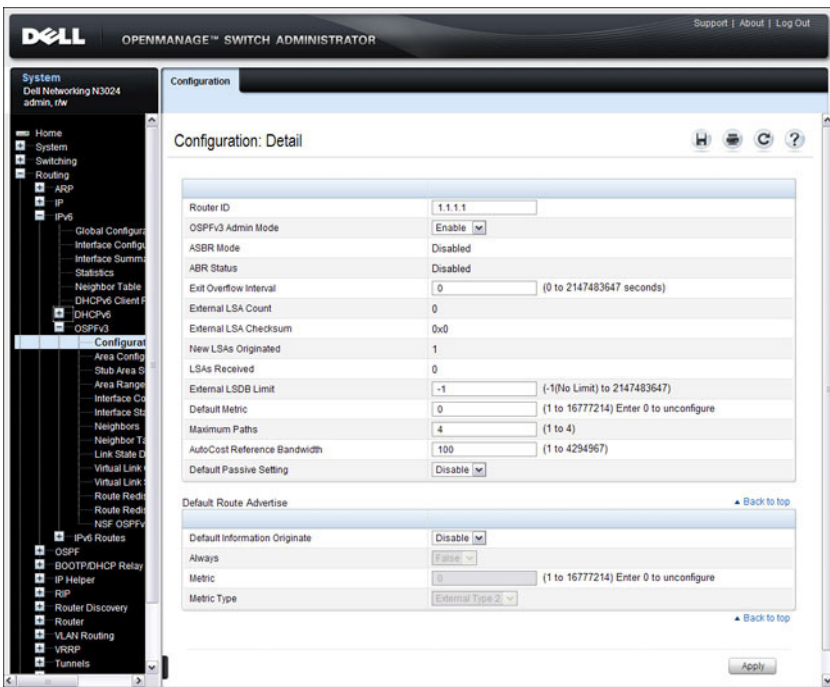 Support | About | Log Out
DELL OPENMANAGE™ SWITCH ADMINISTRATOR
System
Dell Networking N3024
admin, r/w
Home
System
Switching
Routing
ARP
IP
IPv6
Global Configura
Interface Configu
Interface Summa
Statistics
Neighbor Table
DHCPv6 Client P
DHCPv6
OSPFv3
Configurat
Area Config
Stub Area S
Area Range
Interface Co
Interface Sta
Neighbors
Neighbor Ta
Link State D
Virtual Link
Virtual Link
Route Redis
Route Redis
NSF OSPFv
IPv6 Routes
OSPF
BOOTP/DHCP Relay
IP Helper
RIP
Router Discovery
Router
VLAN Routing
VRRP
Tunnels
Configuration
Configuration: Detail
Router ID 1.1.1.1
OSPFv3 Admin Mode Enable
ASBR Mode Disabled
ABR Status Disabled
Exit Overflow Interval 0 (0 to 2147483647 seconds)
External LSA Count 0
External LSA Checksum 0x0
New LSAs Originated 1
LSAs Received 0
External LSDB Limit -1 (-1(No Limit) to 2147483647)
Default Metric 0 (1 to 16777214) Enter 0 to unconfigure
Maximum Paths 4 (1 to 4)
AutoCost Reference Bandwidth 100 (1 to 4294967)
Default Passive Setting Disable
Default Route Advertise Back to top
Default Information Originate Disable
Always False
Metric 0 (1 to 16777214) Enter 0 to unconfigure
Metric Type External Type 2
Back to top
Apply